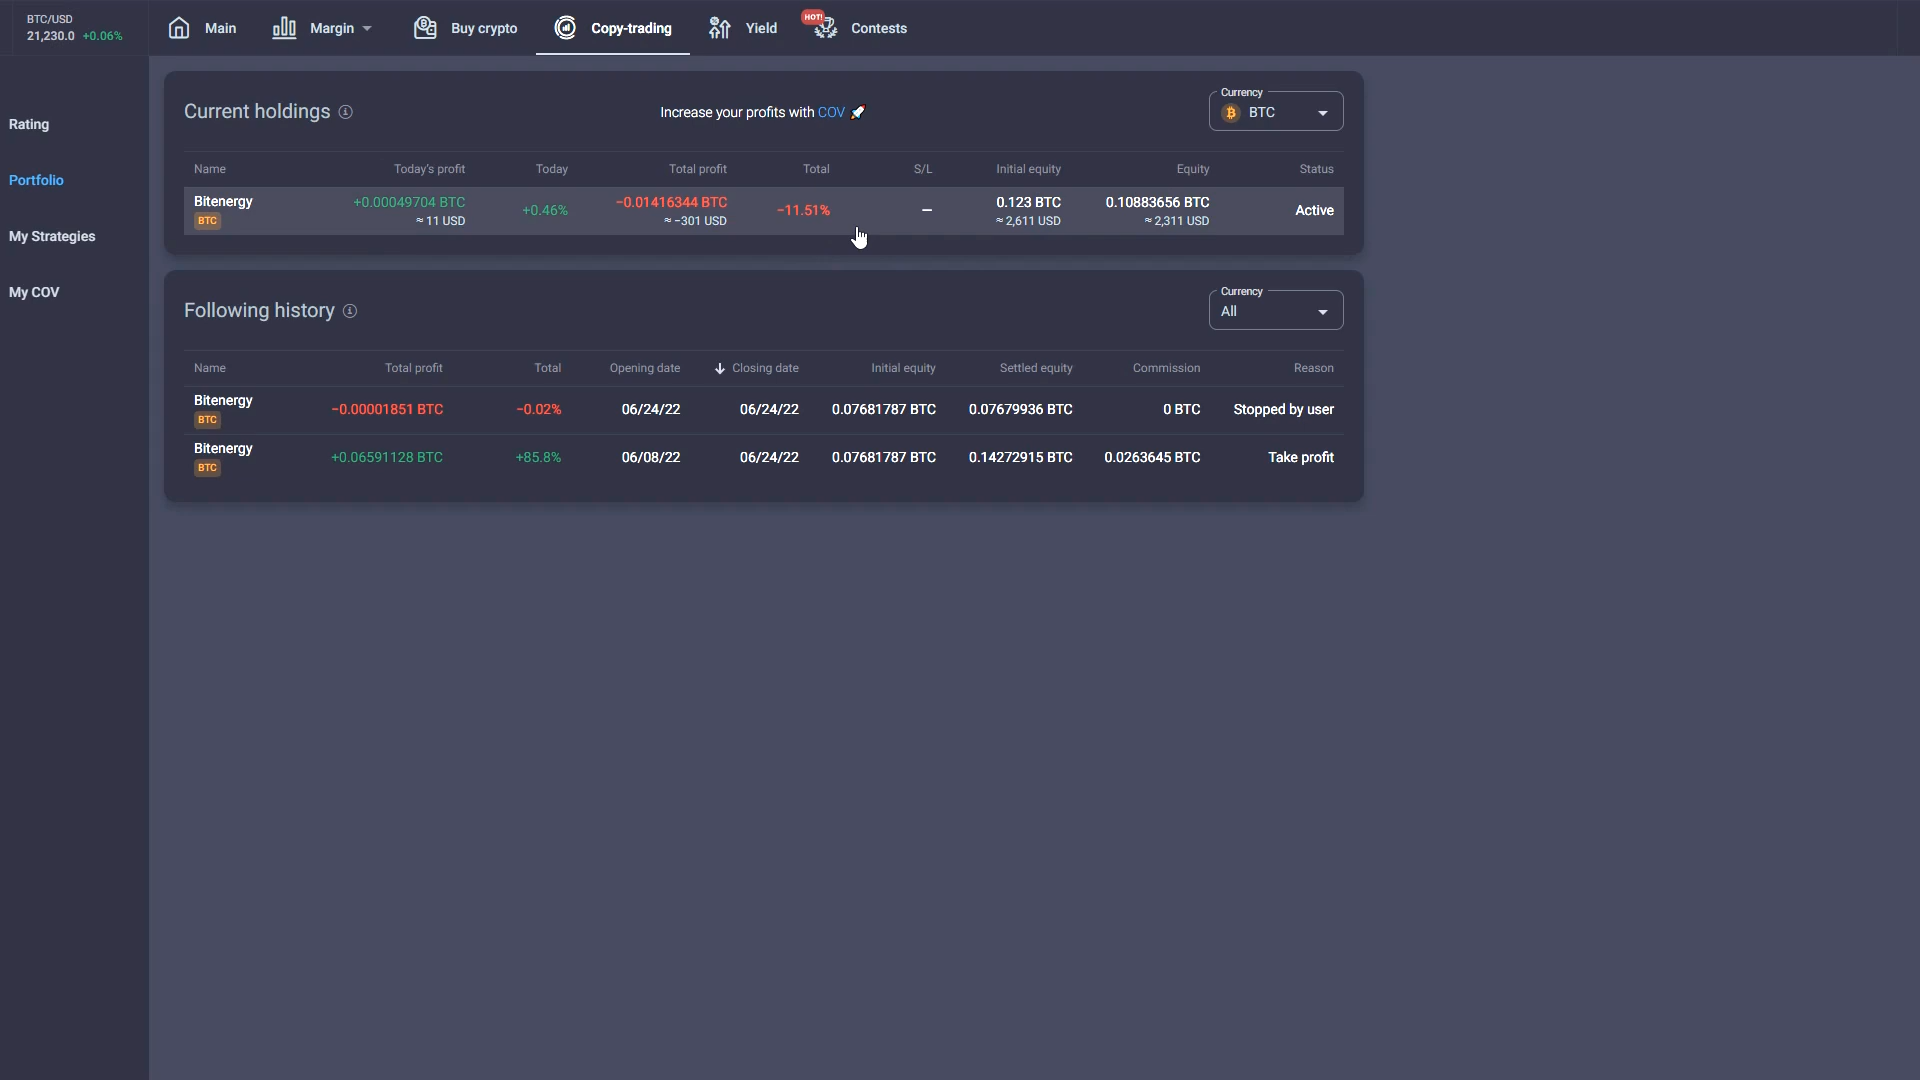 BTC/USD
21,230.0 +0.06%
Main
Margin
Buy crypto
Copy-trading
Yield
HOT!
Contests
Rating
Portfolio
My Strategies
My COV
Current holdings
Increase your profits with COV 🚀
Currency
BTC
Name Today's profit Today Total profit Total S/L Initial equity Equity Status
Bitenergy +0.00049704 BTC +0.46% −0.01416344 BTC −11.51% — 0.123 BTC 0.10883656 BTC Active
BTC ≈ 11 USD ≈ −301 USD ≈ 2,611 USD ≈ 2,311 USD
Following history
Currency
All
Name Total profit Total Opening date ↓ Closing date Initial equity Settled equity Commission Reason
Bitenergy −0.00001851 BTC −0.02% 06/24/22 06/24/22 0.07681787 BTC 0.07679936 BTC 0 BTC Stopped by user
BTC
Bitenergy +0.06591128 BTC +85.8% 06/08/22 06/24/22 0.07681787 BTC 0.14272915 BTC 0.0263645 BTC Take profit
BTC